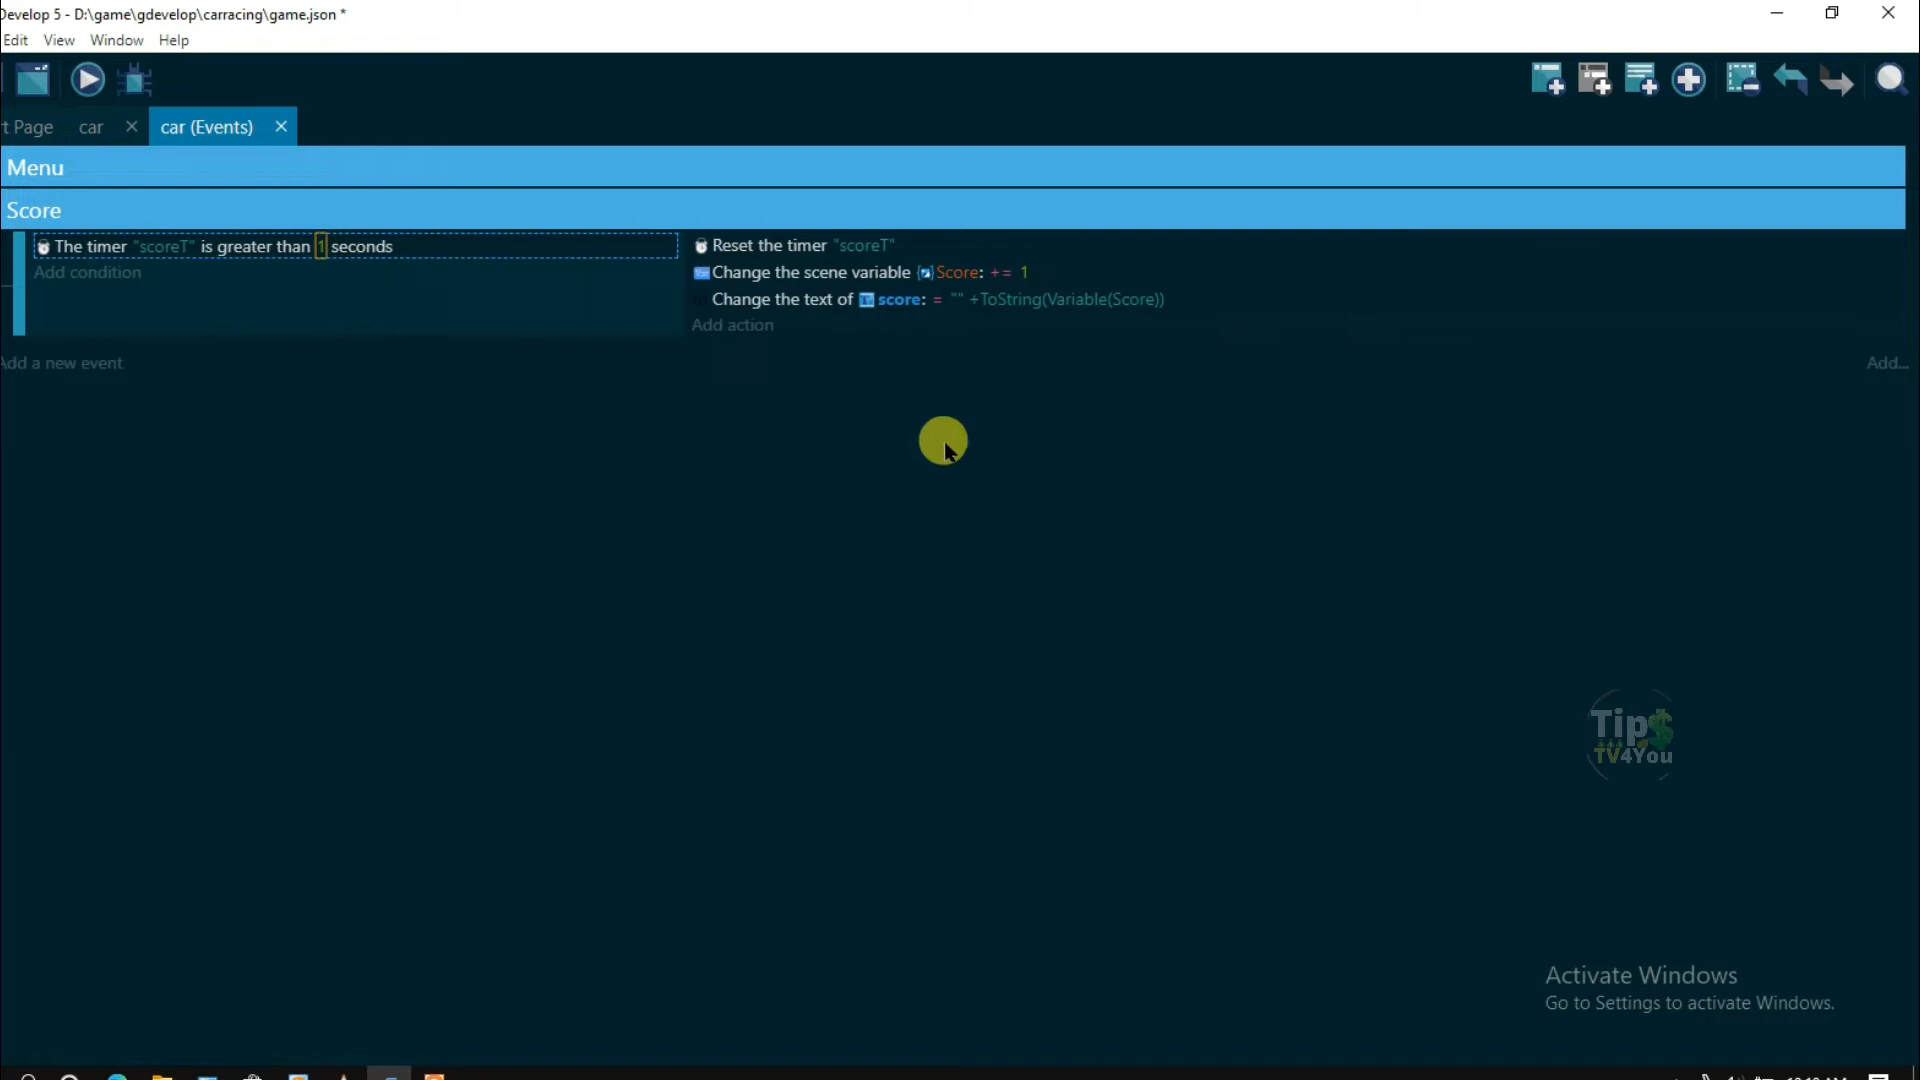 Develop 5 - D:\game\gdevelop\carracing\game.json *
Edit View Window Help
t Page car car (Events)
Menu
Score
The timer "scoreT" is greater than 1 seconds
Add condition
Reset the timer "scoreT"
Change the scene variable Score: += 1
Change the text of score: = "" +ToString(Variable(Score))
Add action
Add a new event
Add...
Tip$
TV4You
Activate Windows
Go to Settings to activate Windows.